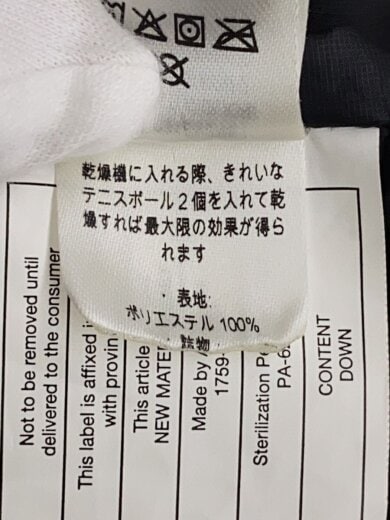 乾燥機に入れる際、きれいな
テニスボール2個を入れて乾
燥すれば最大限の効果が得ら
れます
表地:
ポリエステル 100%
詰物
Not to be removed until
delivered to the consumer
This label is affixed
with provin
This article
NEW MATE
Made by
1759
Sterilization Pe
PA-6
CONTENT
DOWN